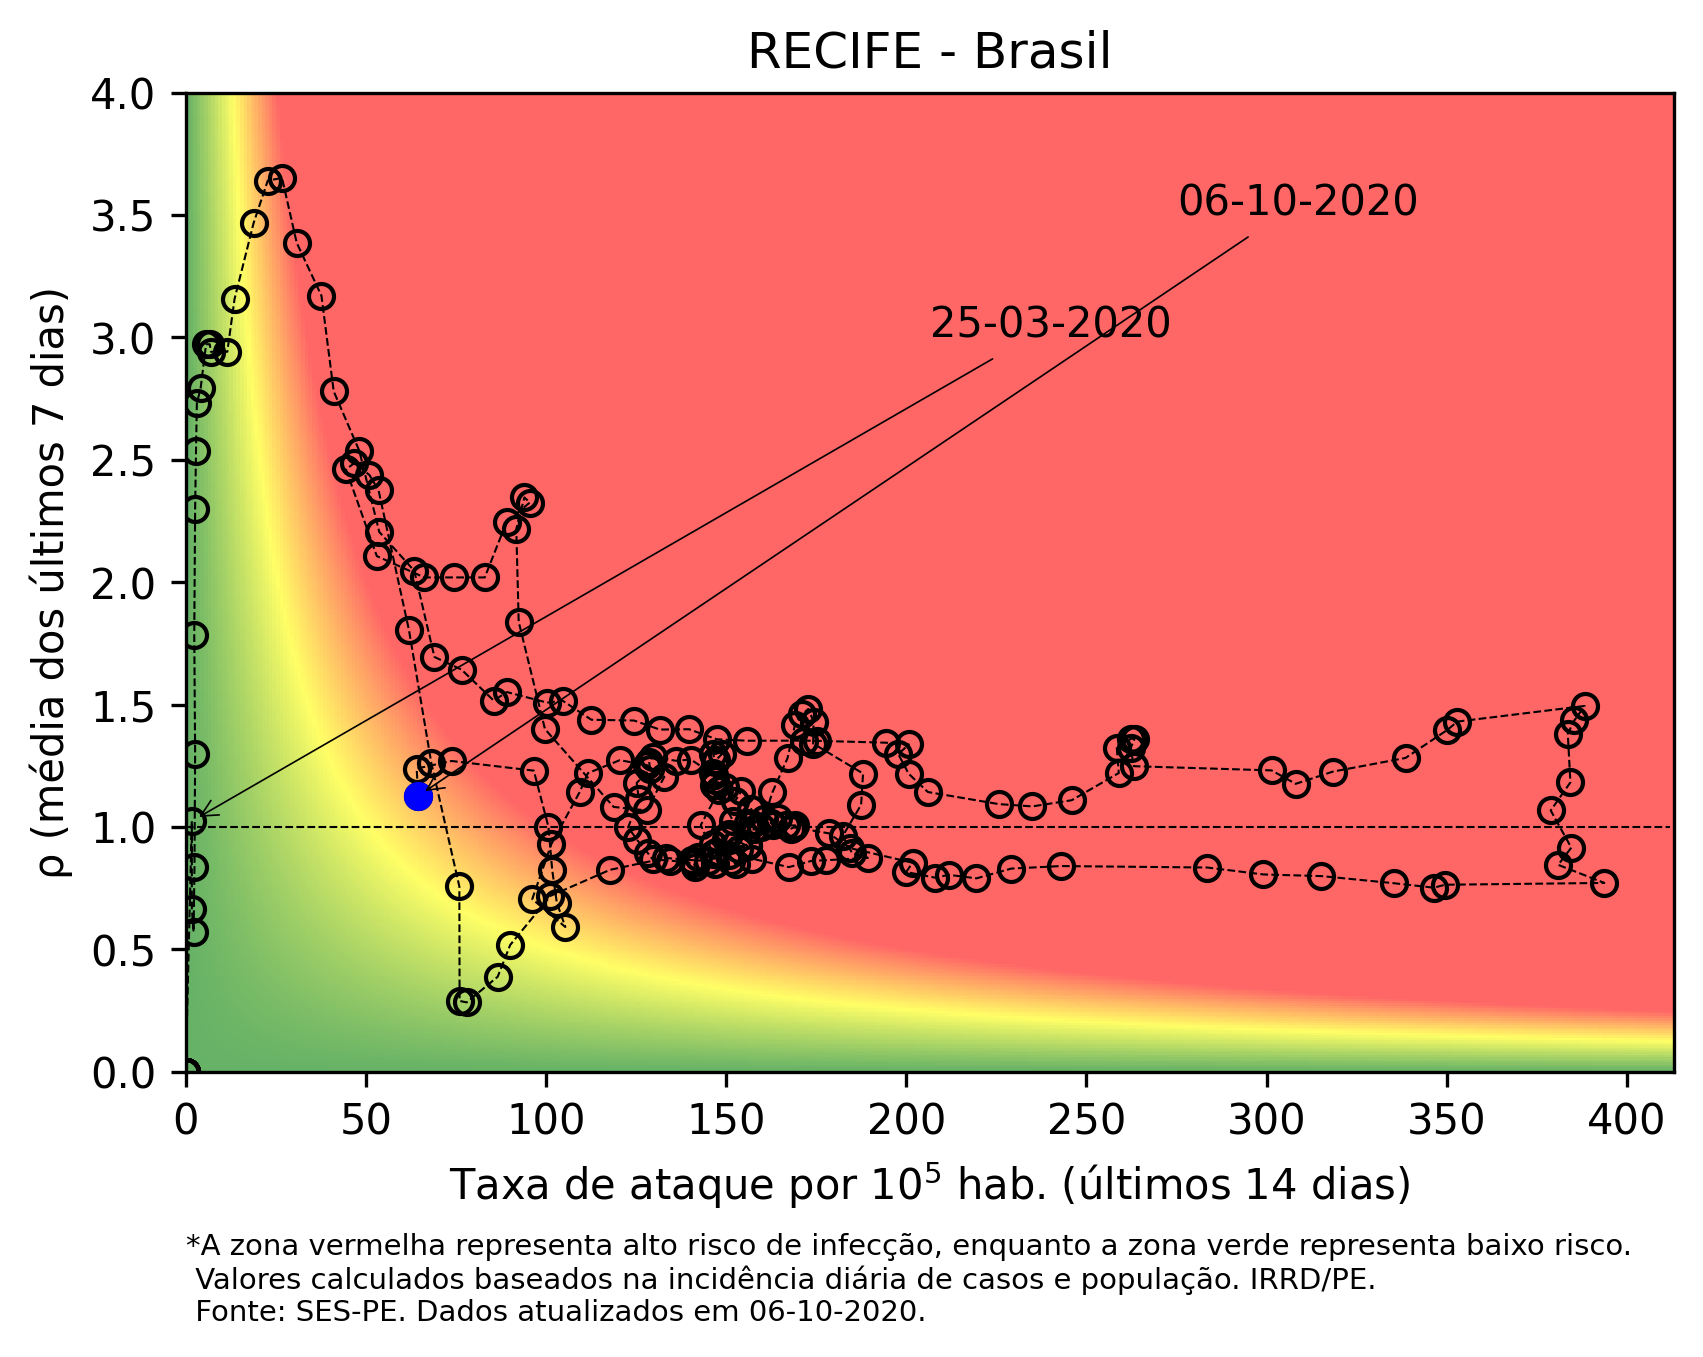 RECIFE - Brasil
4.0
3.5
3.0
2.5
2.0
1.5
1.0
0.5
0.0
ρ (média dos últimos 7 dias)
06-10-2020
25-03-2020
0 50 100 150 200 250 300 350 400
Taxa de ataque por 10⁵ hab. (últimos 14 dias)
*A zona vermelha representa alto risco de infecção, enquanto a zona verde representa baixo risco.
Valores calculados baseados na incidência diária de casos e população. IRRD/PE.
Fonte: SES-PE. Dados atualizados em 06-10-2020.